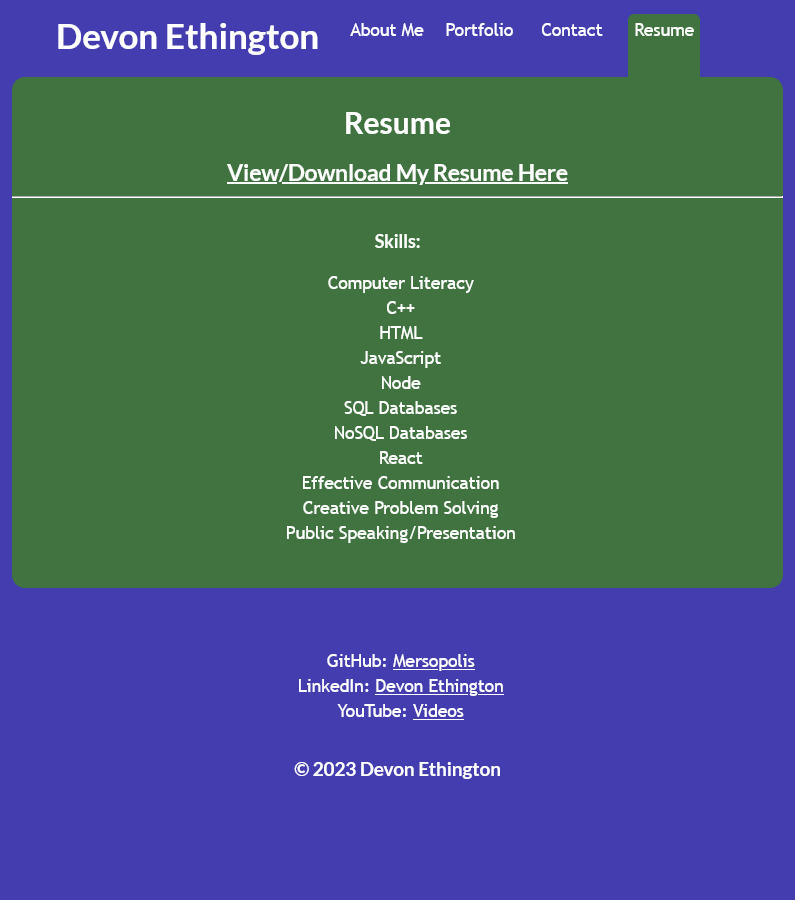 Devon Ethington
About Me Portfolio Contact Resume
Resume
View/Download My Resume Here
Skills:
Computer Literacy
C++
HTML
JavaScript
Node
SQL Databases
NoSQL Databases
React
Effective Communication
Creative Problem Solving
Public Speaking/Presentation
GitHub: Mersopolis
LinkedIn: Devon Ethington
YouTube: Videos
© 2023 Devon Ethington